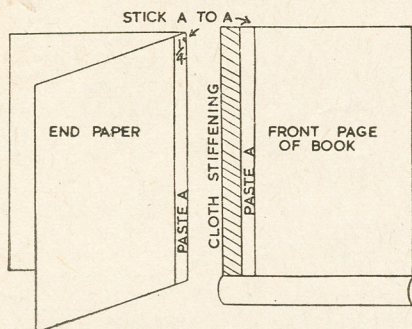 STICK A TO A
1/4"
END PAPER
PASTE A
CLOTH STIFFENING
PASTE A
FRONT PAGE
OF BOOK